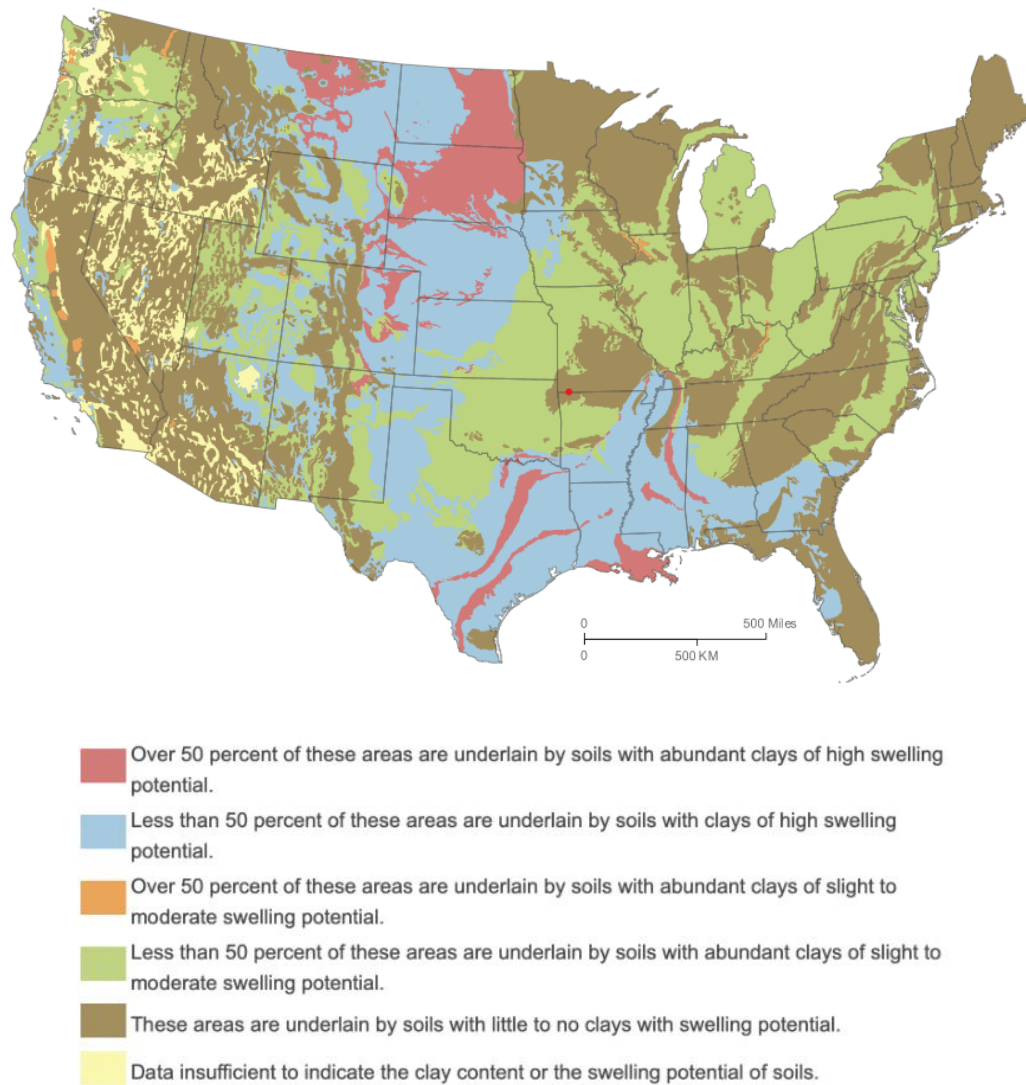 0 500 Miles
0 500 KM
Over 50 percent of these areas are underlain by soils with abundant clays of high swelling
potential.
Less than 50 percent of these areas are underlain by soils with clays of high swelling
potential.
Over 50 percent of these areas are underlain by soils with abundant clays of slight to
moderate swelling potential.
Less than 50 percent of these areas are underlain by soils with abundant clays of slight to
moderate swelling potential.
These areas are underlain by soils with little to no clays with swelling potential.
Data insufficient to indicate the clay content or the swelling potential of soils.